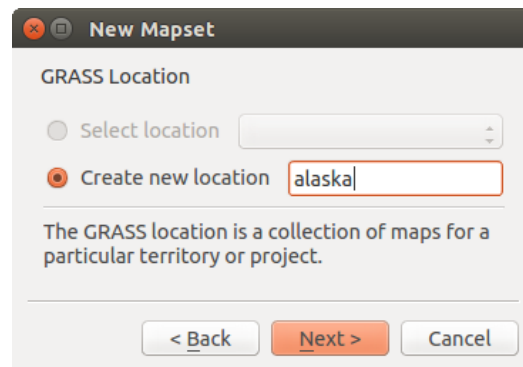 New Mapset
GRASS Location
Select location
Create new location alaska
The GRASS location is a collection of maps for a
particular territory or project.
< Back Next > Cancel